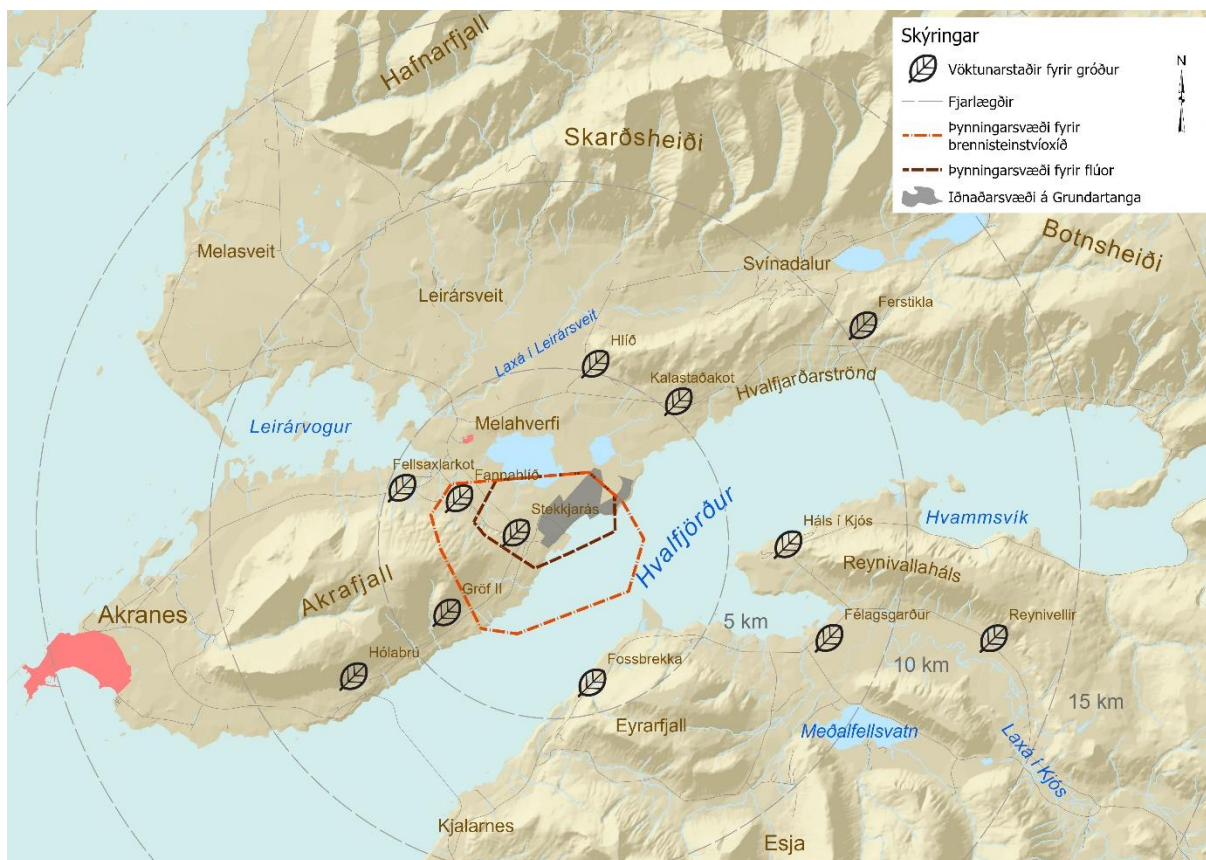 Skýringar
Vöktunarstaðir fyrir gróður
Fjarlægðir
Þynningarsvæði fyrir
brennisteinstvíoxíð
Þynningarsvæði fyrir flúor
Iðnaðarsvæði á Grundartanga
N
Hafnarfjall
Skarðsheiði
Botnsheiði
Melasveit
Svínadalur
Leirársveit
Ferstikla
Laxá í Leirársveit
Hlíð
Kalastaðakot
Hvalfjarðarströnd
Leirárvogur
Melahverfi
Fellsaxlarkot
Fannahlíð
Stekkjarás
Hvalfjörður
Hvammsvík
Háls í Kjós
Reynivallaháls
Akrafjall
Gröf II
Akranes
Félagsgarður
Reynivellir
5 km
10 km
15 km
Hólabrú
Fossbrekka
Eyrarfjall
Meðalfellsvatn
Laxá í Kjós
Kjalarnes
Esja